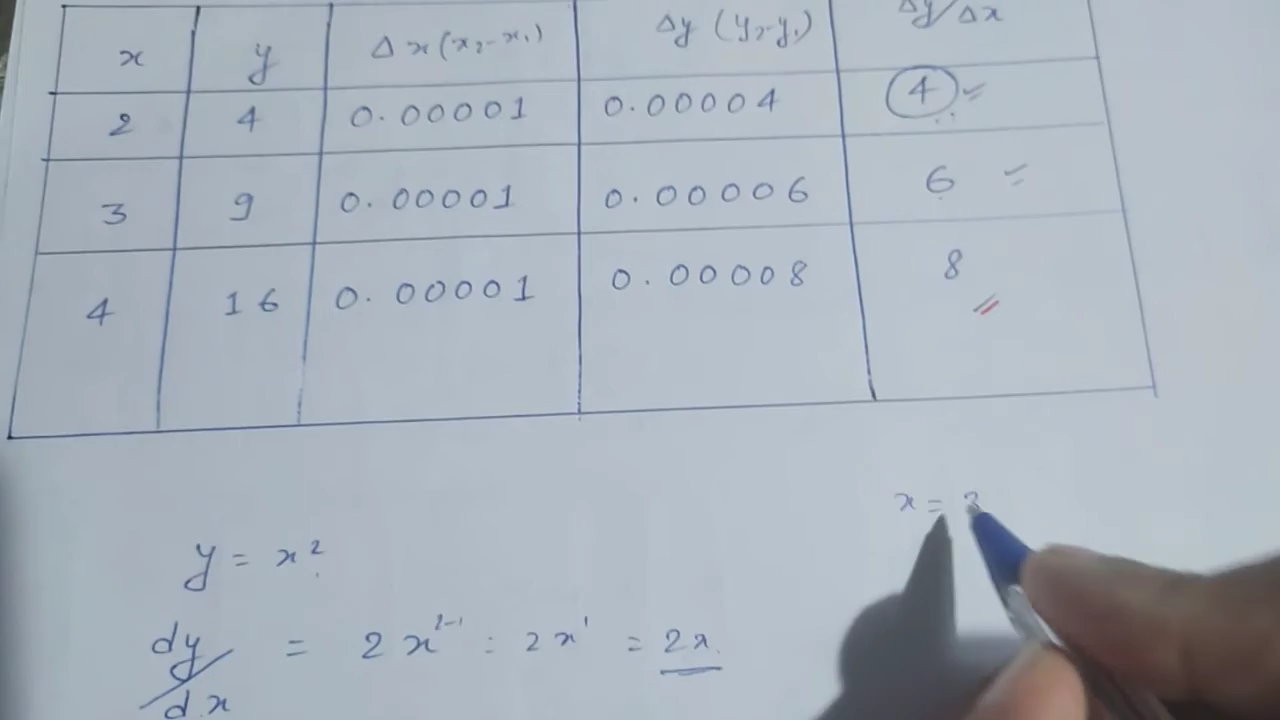 x y Δx (x₂-x₁) Δy (y₂-y₁) Δy/Δx
2 4 0.00001 0.00004 4
3 9 0.00001 0.00006 6
4 16 0.00001 0.00008 8
x =
y = x²
dy/dx = 2x²⁻¹ = 2x¹ = 2x